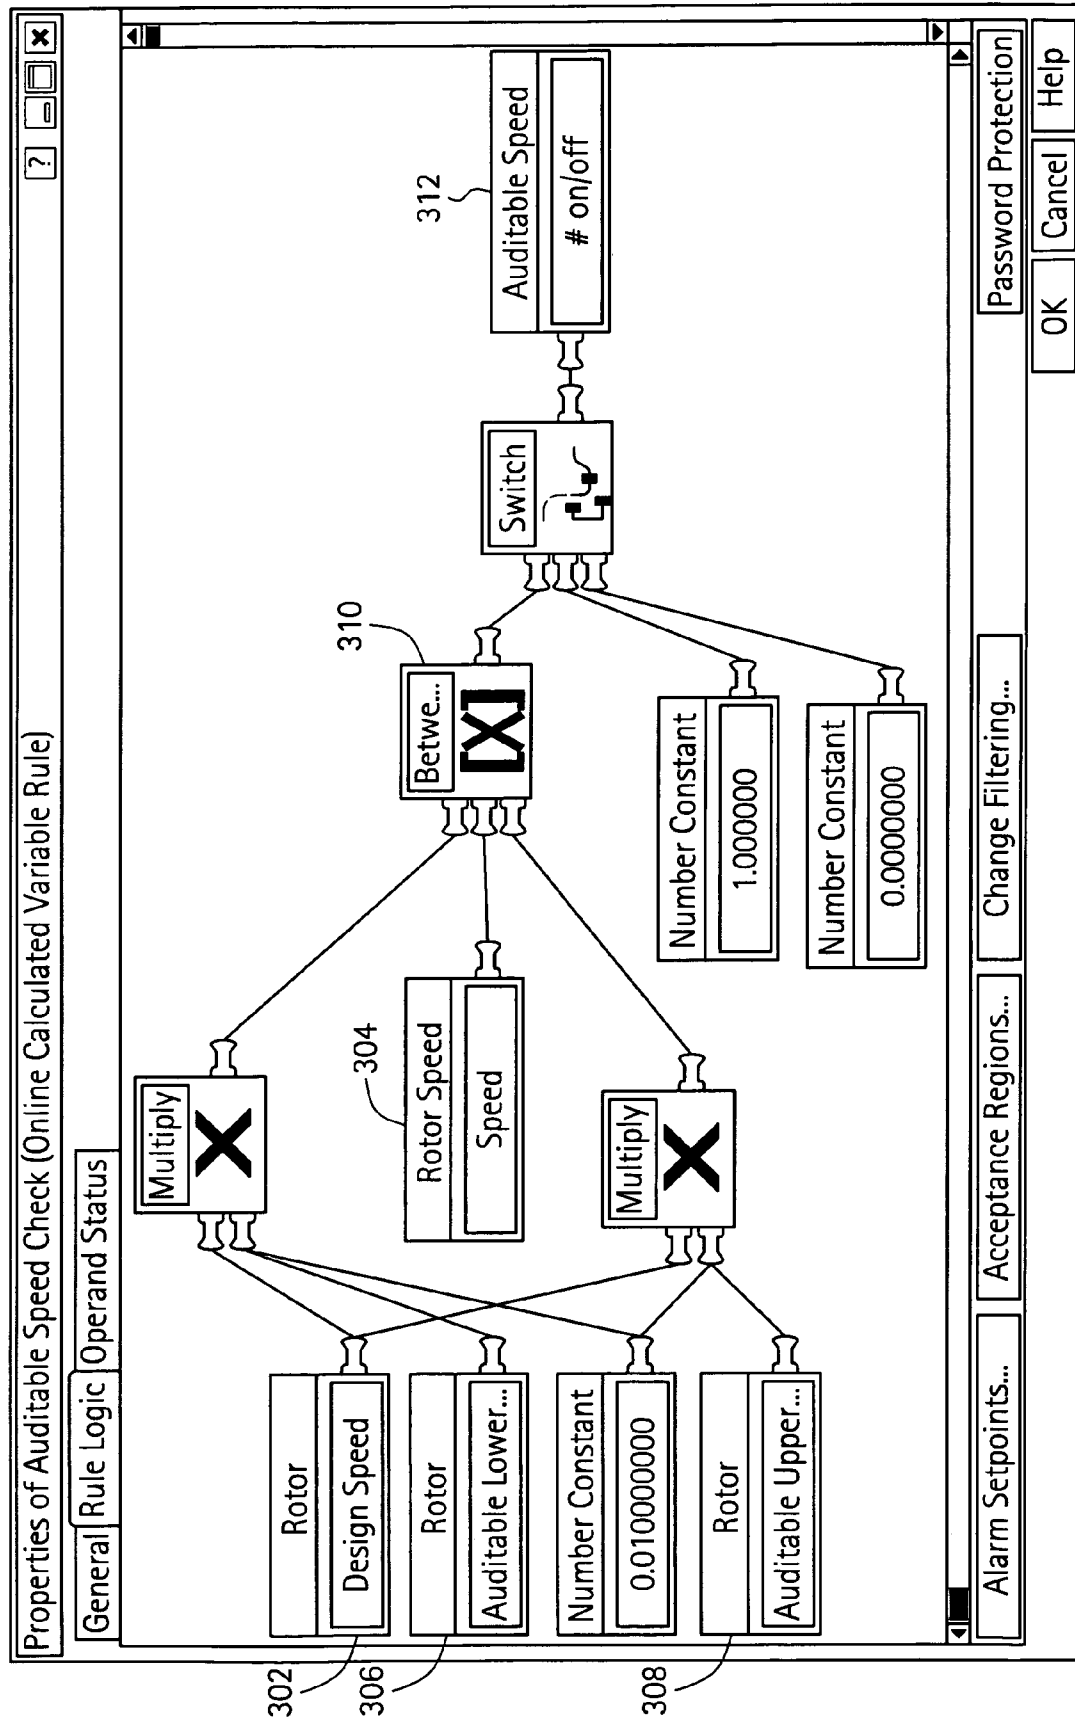 Properties of Auditable Speed Check (Online Calculated Variable Rule)
?
General
Rule Logic
Operand Status
302
Rotor
Design Speed
306
Rotor
Auditable Lower...
Number Constant
0.01000000
308
Rotor
Auditable Upper...
Multiply
304
Rotor Speed
Speed
Multiply
310
Betwe...
[X]
Number Constant
1.000000
Number Constant
0.0000000
Switch
312
Auditable Speed
# on/off
Alarm Setpoints...
Acceptance Regions...
Change Filtering...
Password Protection
OK
Cancel
Help